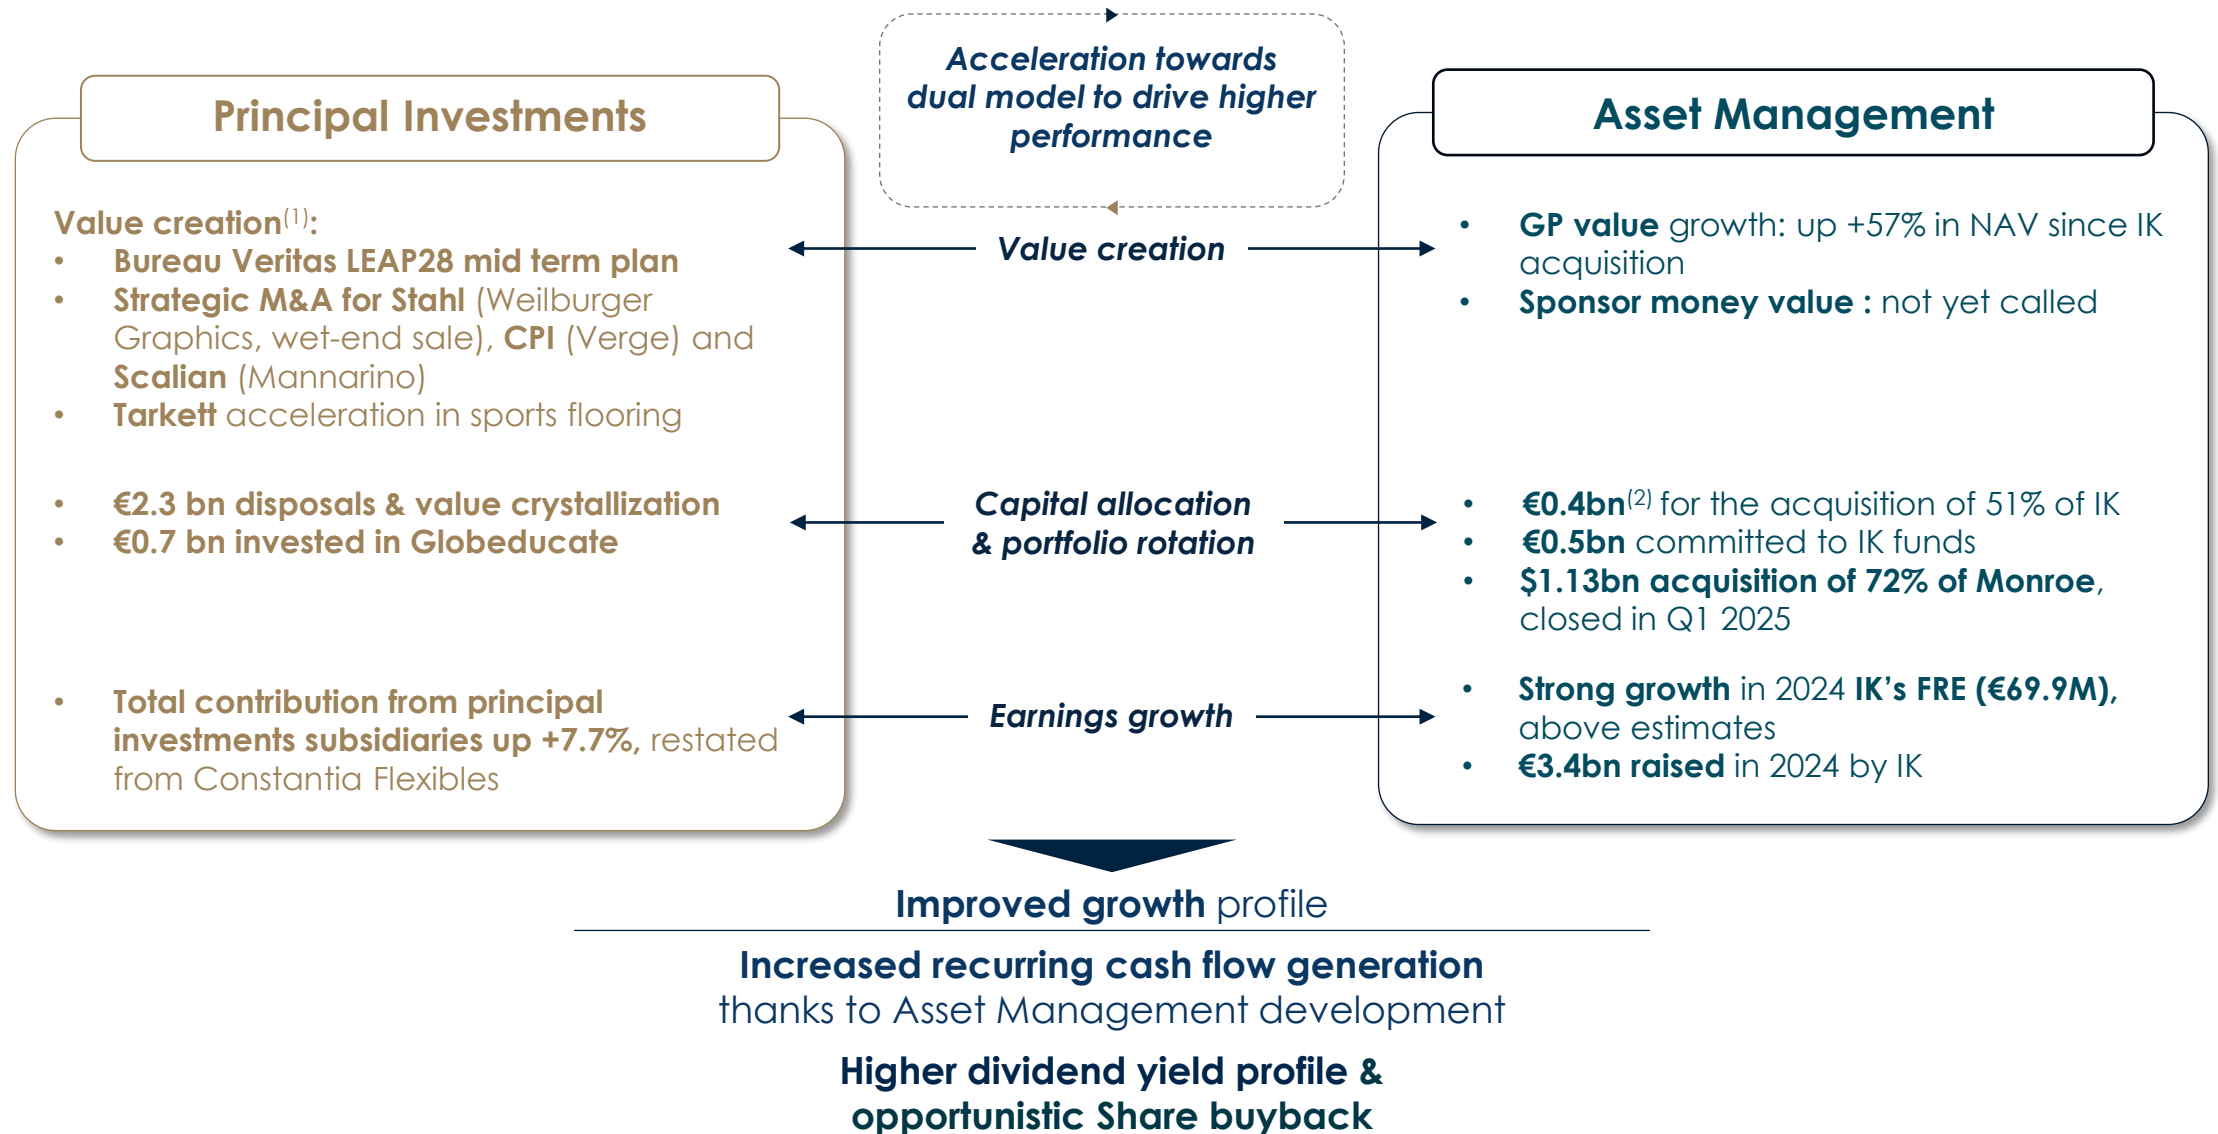 Acceleration towards
dual model to drive higher
performance
Principal Investments
Value creation(1):
• Bureau Veritas LEAP28 mid term plan
• Strategic M&A for Stahl (Weilburger
Graphics, wet-end sale), CPI (Verge) and
Scalian (Mannarino)
• Tarkett acceleration in sports flooring
• €2.3 bn disposals & value crystallization
• €0.7 bn invested in Globeducate
• Total contribution from principal
investments subsidiaries up +7.7%, restated
from Constantia Flexibles
Value creation
Capital allocation
& portfolio rotation
Earnings growth
Asset Management
• GP value growth: up +57% in NAV since IK
acquisition
• Sponsor money value : not yet called
• €0.4bn(2) for the acquisition of 51% of IK
• €0.5bn committed to IK funds
• $1.13bn acquisition of 72% of Monroe,
closed in Q1 2025
• Strong growth in 2024 IK’s FRE (€69.9M),
above estimates
• €3.4bn raised in 2024 by IK
Improved growth profile
Increased recurring cash flow generation
thanks to Asset Management development
Higher dividend yield profile &
opportunistic Share buyback